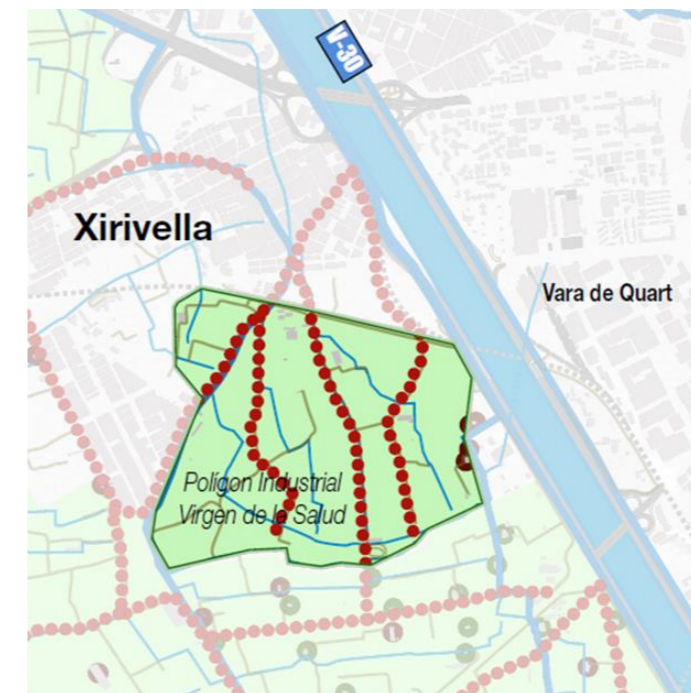 V-30
Xirivella
Vara de Quart
Polígon Industrial
Virgen de la Salud